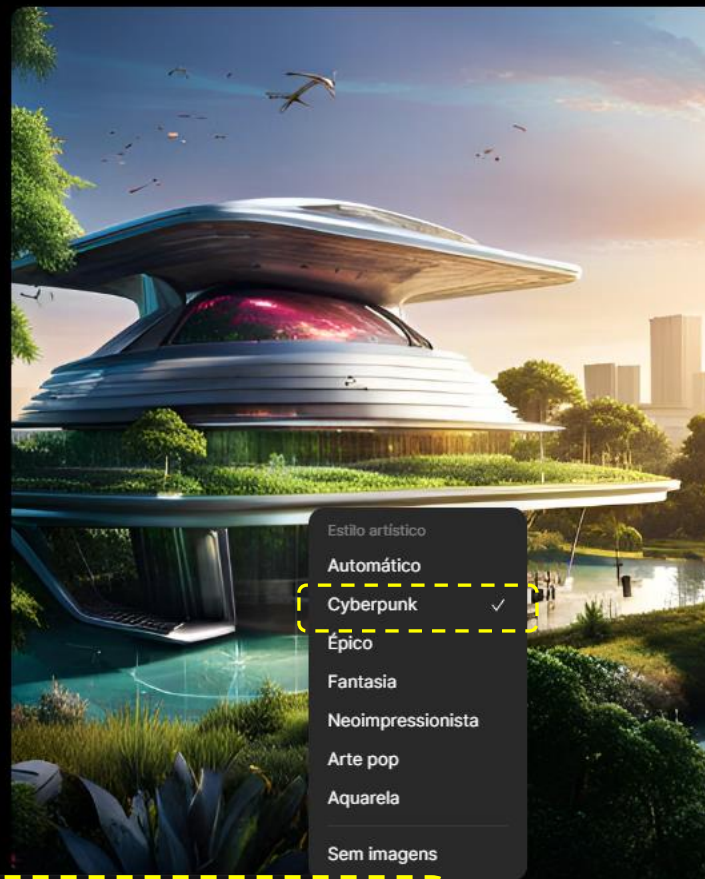 Estilo artístico
Automático
Cyberpunk
Épico
Fantasia
Neoimpressionista
Arte pop
Aquarela
Sem imagens